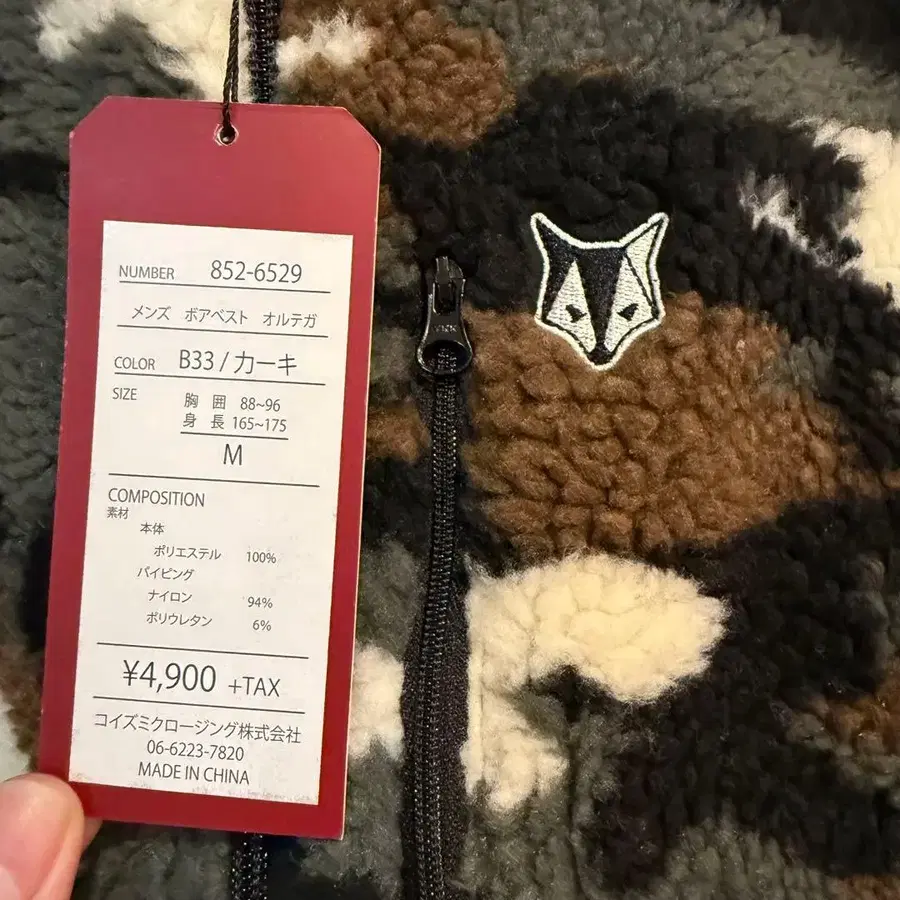 NUMBER 852-6529
メンズ ボアベスト オルテガ
COLOR B33 / カーキ
SIZE 胸 囲 88~96
身 長 165~175
M
COMPOSITION
素材
本体
ポリエステル 100%
パイピング
ナイロン 94%
ポリウレタン 6%
¥4,900 +TAX
コイズミクロージング株式会社
06-6223-7820
MADE IN CHINA
YKK